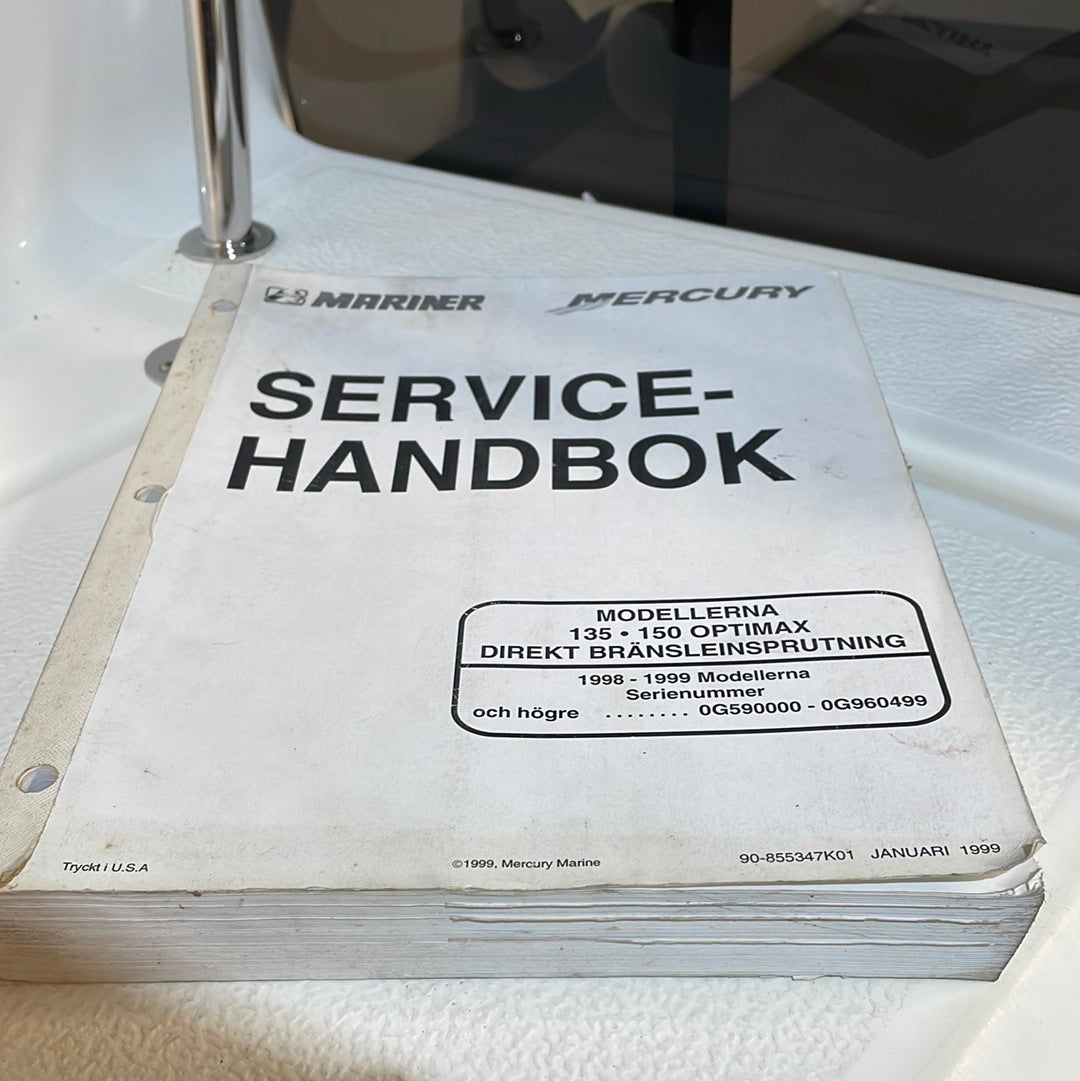 MARINER MERCURY
SERVICE-
HANDBOK
MODELLERNA
135 • 150 OPTIMAX
DIREKT BRÄNSLEINSPRUTNING
1998 - 1999 Modellerna
Serienummer
och högre ........ 0G590000 - 0G960499
Tryckt i U.S.A ©1999, Mercury Marine 90-855347K01 JANUARI 1999